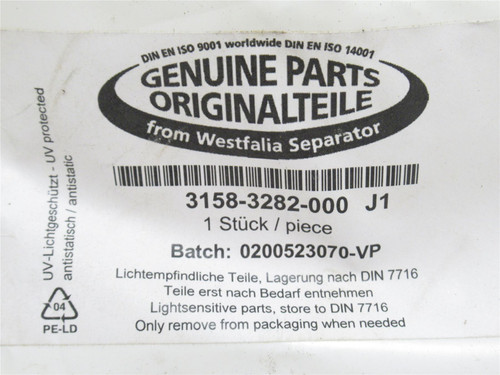 DIN EN ISO 9001 worldwide DIN EN ISO 14001
GENUINE PARTS
ORIGINALTEILE
from Westfalia Separator
3158-3282-000 J1
1 Stück / piece
Batch: 0200523070-VP
Lichtempfindliche Teile, Lagerung nach DIN 7716
Teile erst nach Bedarf entnehmen
Lightsensitive parts, store to DIN 7716
Only remove from packaging when needed
UV-Lichtgeschützt - UV protected
antistatisch / antistatic
04
PE-LD